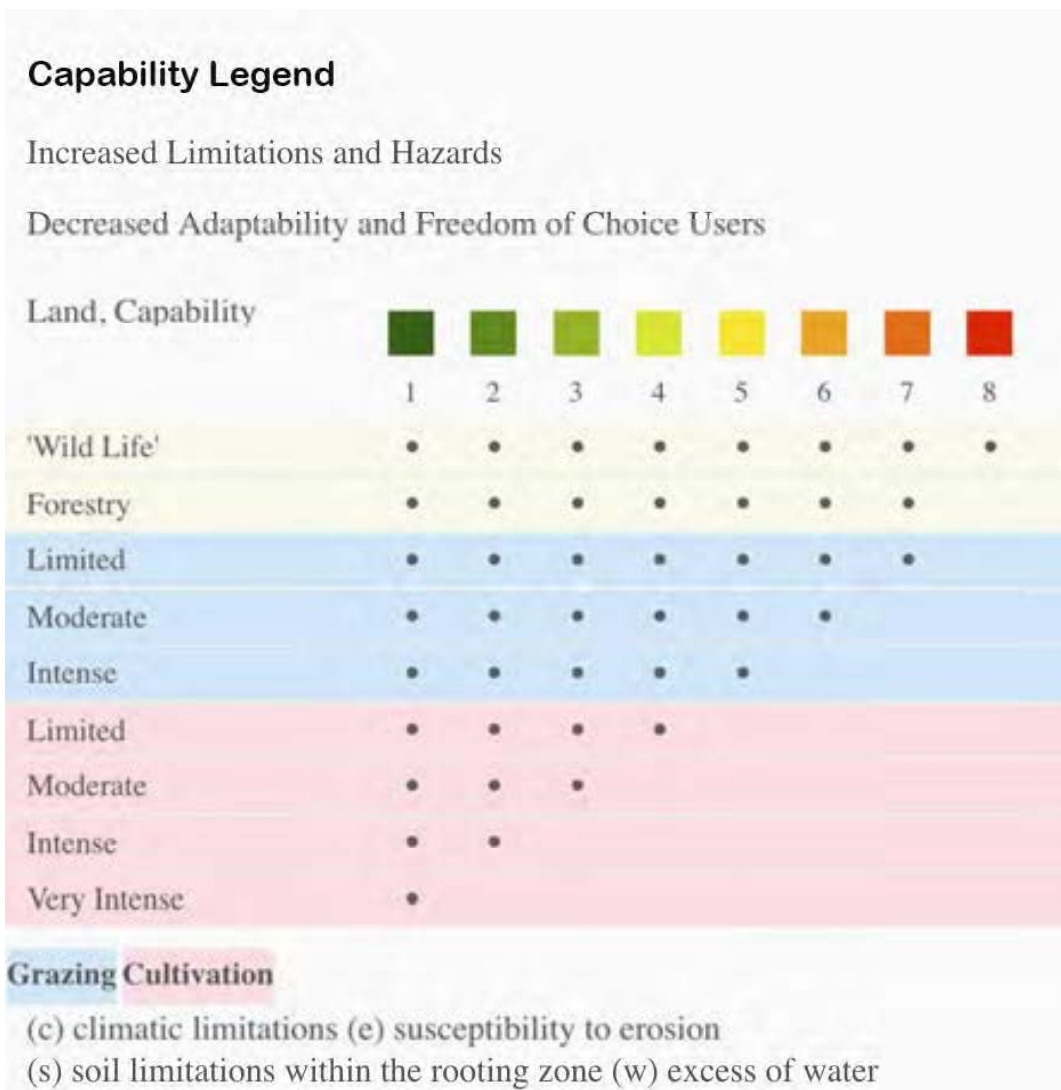 Capability Legend
Increased Limitations and Hazards
Decreased Adaptability and Freedom of Choice Users
Land, Capability
1 2 3 4 5 6 7 8
'Wild Life'
Forestry
Limited
Moderate
Intense
Limited
Moderate
Intense
Very Intense
Grazing Cultivation
(c) climatic limitations (e) susceptibility to erosion
(s) soil limitations within the rooting zone (w) excess of water